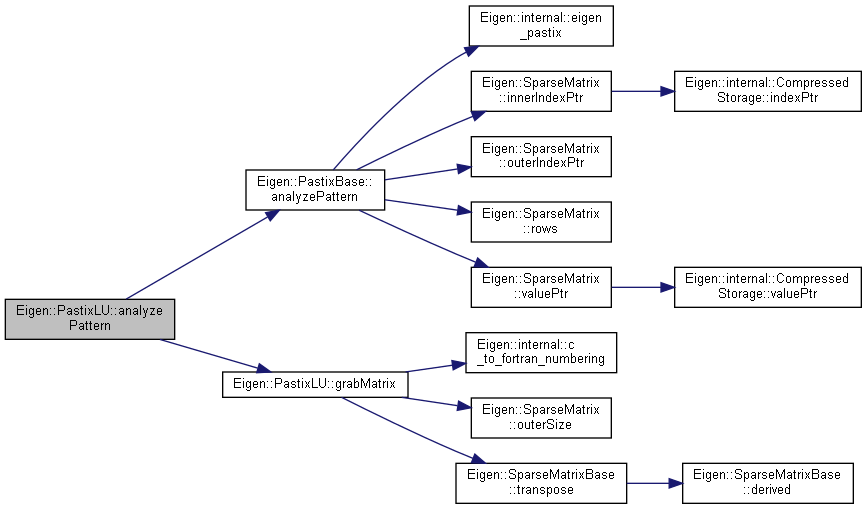 Eigen::internal::eigen
_pastix
Eigen::SparseMatrix
::innerIndexPtr
Eigen::internal::Compressed
Storage::indexPtr
Eigen::SparseMatrix
::outerIndexPtr
Eigen::PastixBase::
analyzePattern
Eigen::SparseMatrix
::rows
Eigen::SparseMatrix
::valuePtr
Eigen::internal::Compressed
Storage::valuePtr
Eigen::PastixLU::analyze
Pattern
Eigen::internal::c
_to_fortran_numbering
Eigen::PastixLU::grabMatrix
Eigen::SparseMatrix
::outerSize
Eigen::SparseMatrixBase
::transpose
Eigen::SparseMatrixBase
::derived